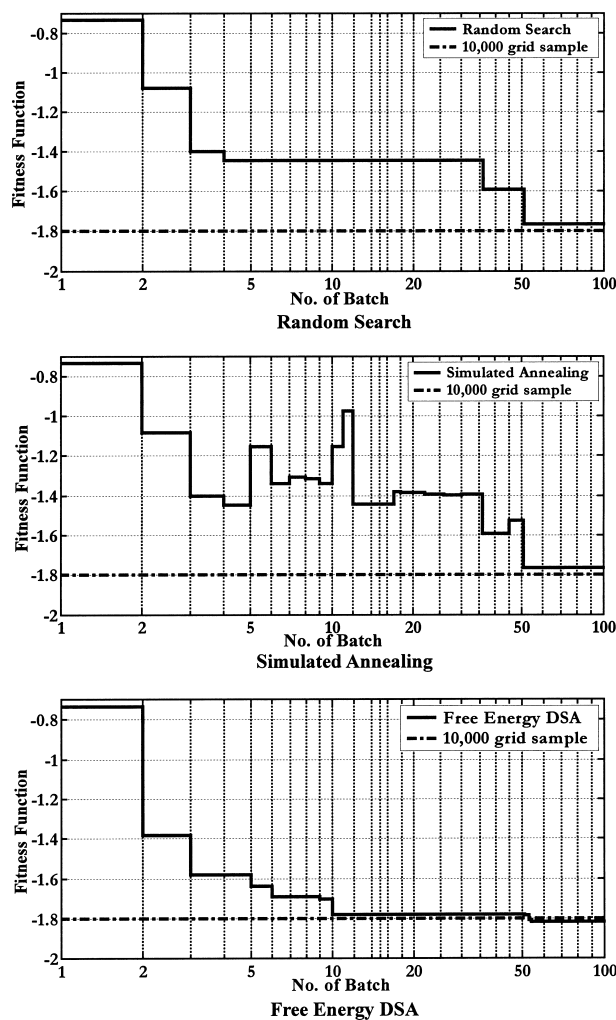 Random Search
10,000 grid sample
Fitness Function
-0.8
-1
-1.2
-1.4
-1.6
-1.8
-2
1 2 5 10 20 50 100
No. of Batch
Random Search
Simulated Annealing
10,000 grid sample
Fitness Function
-0.8
-1
-1.2
-1.4
-1.6
-1.8
-2
1 2 5 10 20 50 100
No. of Batch
Simulated Annealing
Free Energy DSA
10,000 grid sample
Fitness Function
-0.8
-1
-1.2
-1.4
-1.6
-1.8
-2
1 2 5 10 20 50 100
No. of Batch
Free Energy DSA